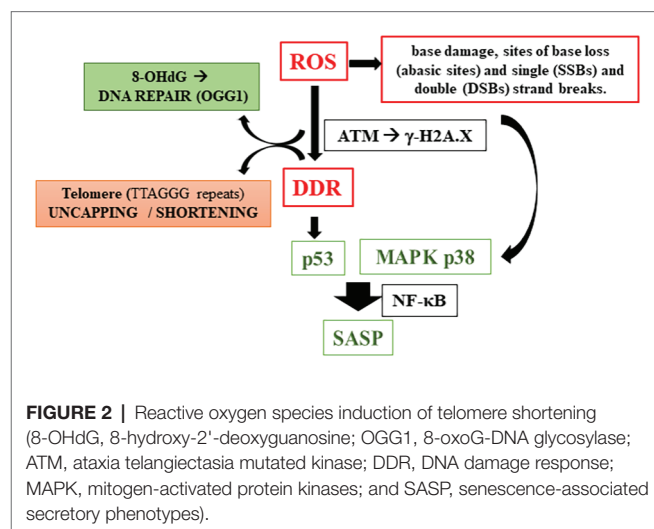 ROS
base damage, sites of base loss
(abasic sites) and single (SSBs) and
double (DSBs) strand breaks.
8-OHdG →
DNA REPAIR (OGG1)
ATM → γ-H2A.X
Telomere (TTAGGG repeats)
UNCAPPING / SHORTENING
DDR
p53
MAPK p38
NF-κB
SASP
FIGURE 2 | Reactive oxygen species induction of telomere shortening
(8-OHdG, 8-hydroxy-2'-deoxyguanosine; OGG1, 8-oxoG-DNA glycosylase;
ATM, ataxia telangiectasia mutated kinase; DDR, DNA damage response;
MAPK, mitogen-activated protein kinases; and SASP, senescence-associated
secretory phenotypes).